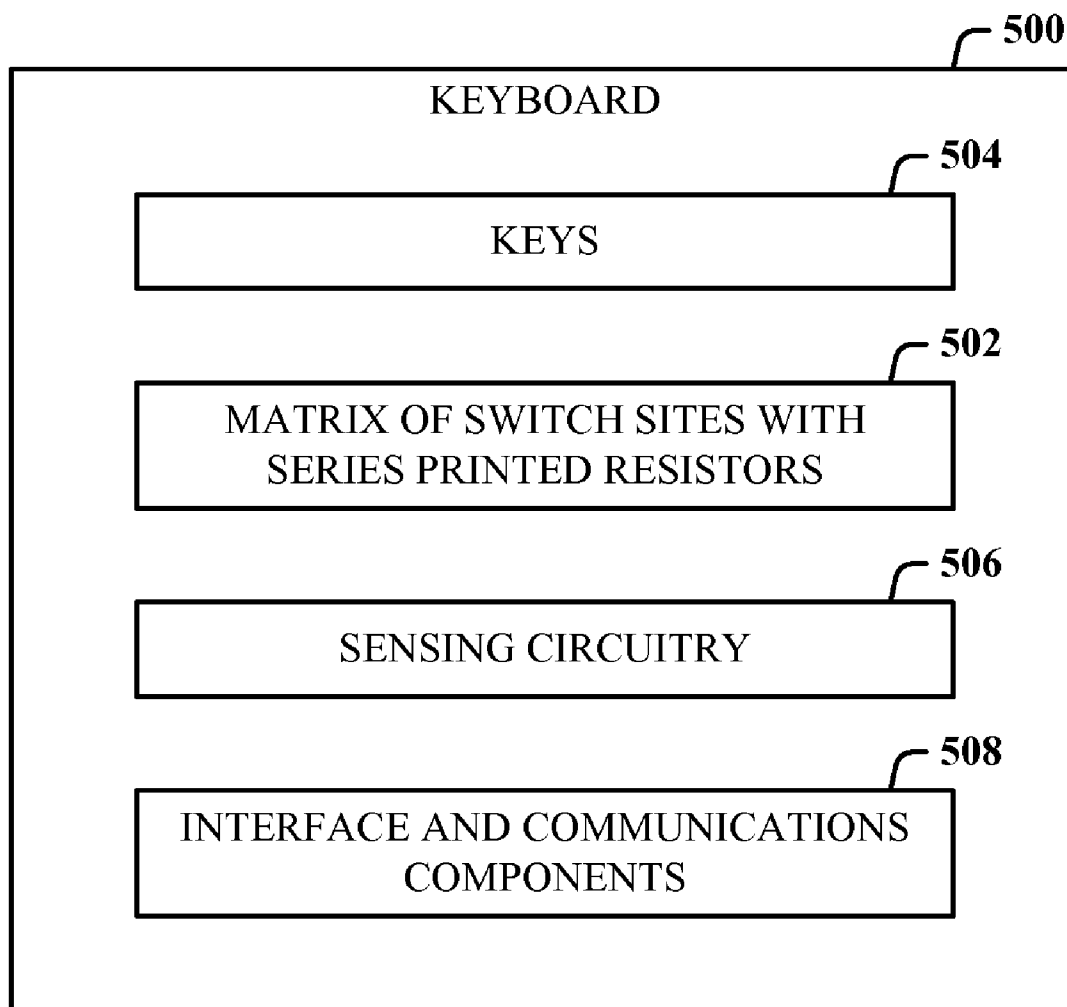 500
KEYBOARD
504
KEYS
502
MATRIX OF SWITCH SITES WITH
SERIES PRINTED RESISTORS
506
SENSING CIRCUITRY
508
INTERFACE AND COMMUNICATIONS
COMPONENTS